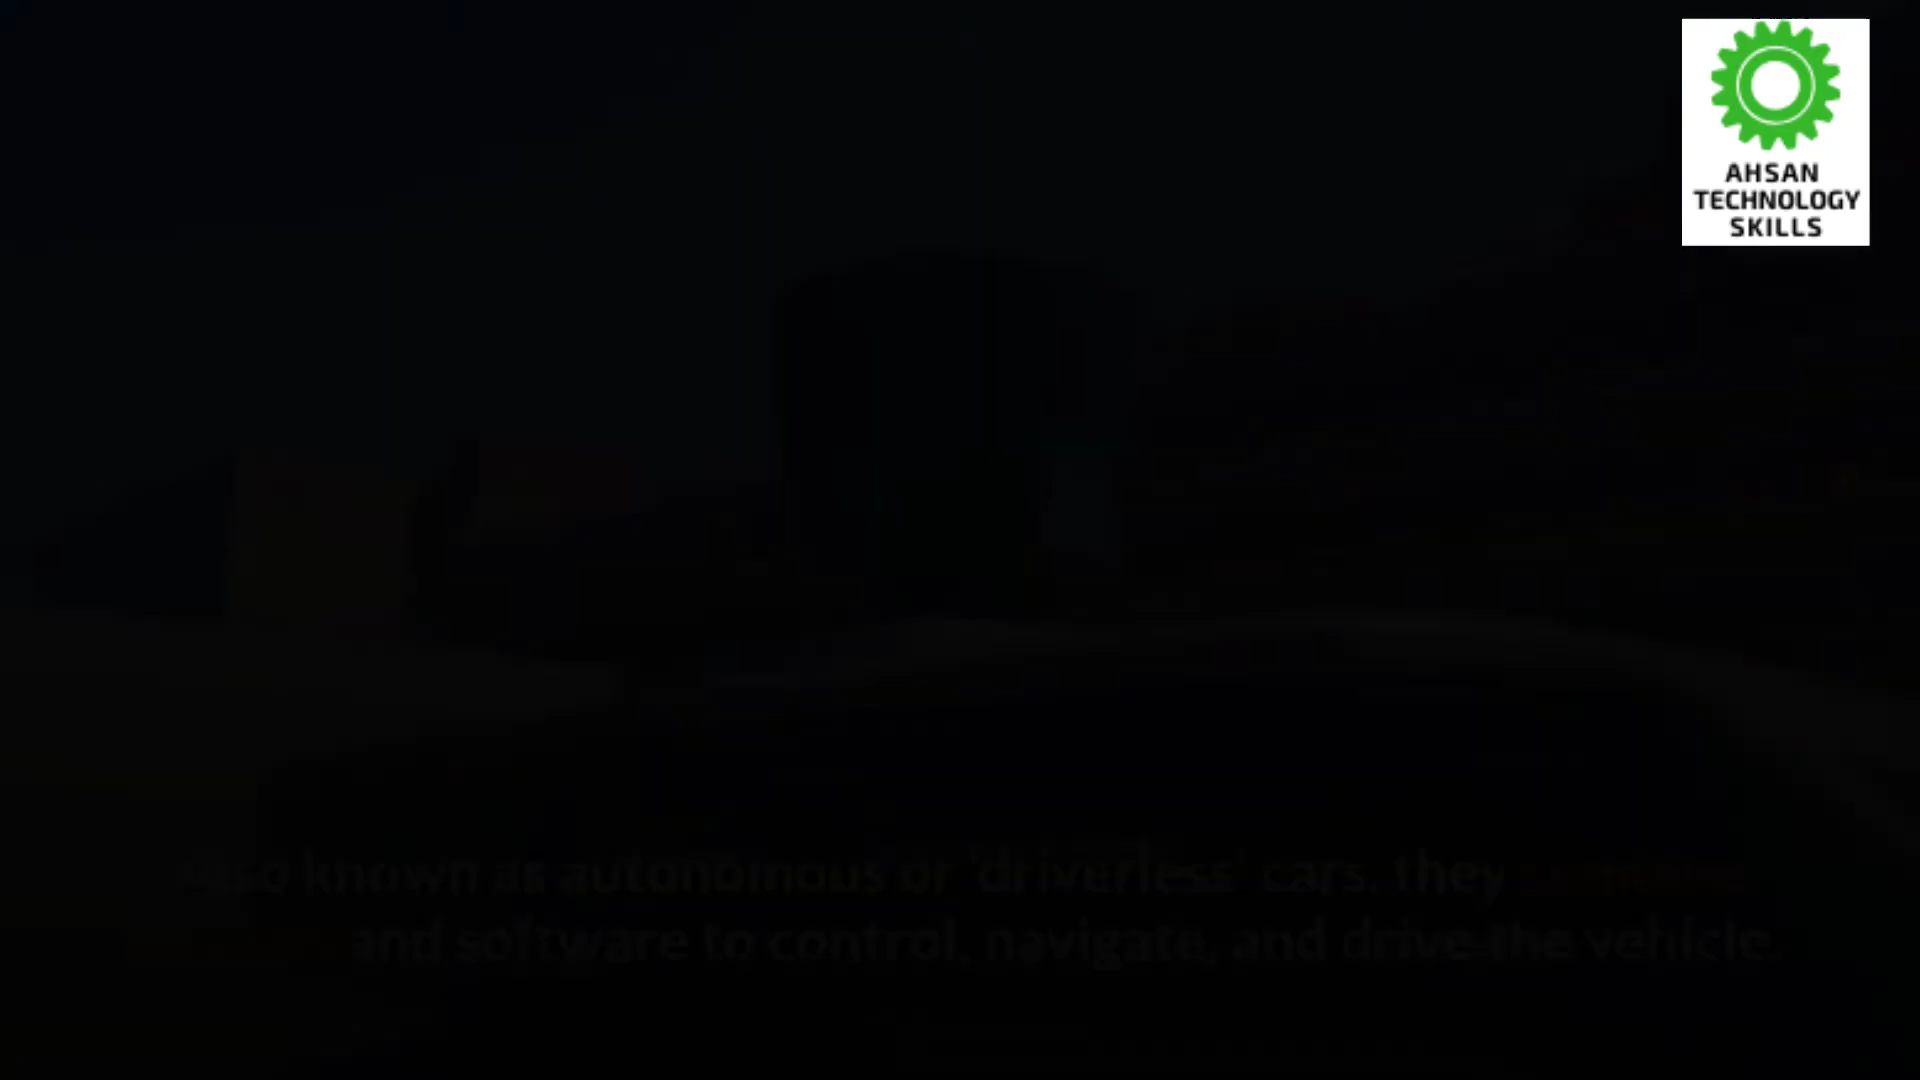 AHSAN
TECHNOLOGY
SKILLS
known as autonomous or 'driverless' cars, they
and software to control, navigate, and drive the vehicle